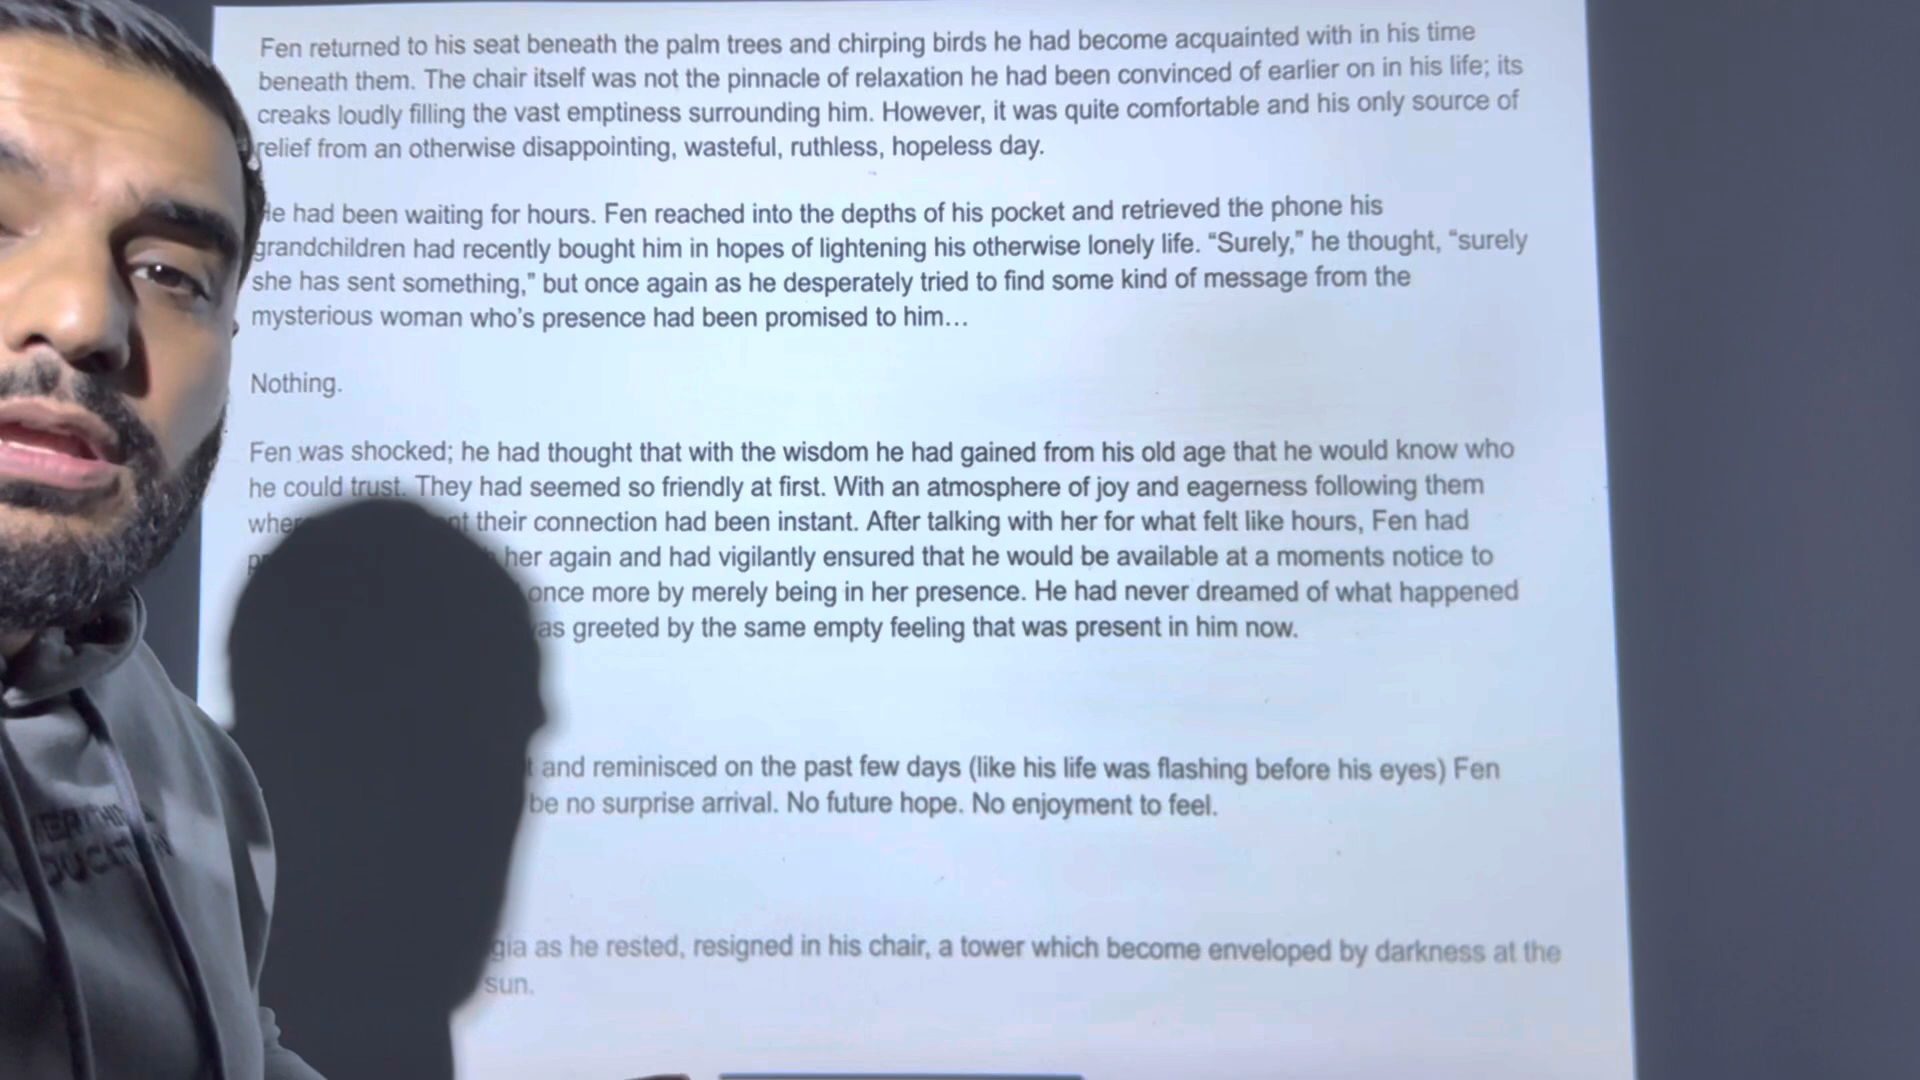 Fen returned to his seat beneath the palm trees and chirping birds he had become acquainted with in his time
beneath them. The chair itself was not the pinnacle of relaxation he had been convinced of earlier on in his life; its
creaks loudly filling the vast emptiness surrounding him. However, it was quite comfortable and his only source of
relief from an otherwise disappointing, wasteful, ruthless, hopeless day.
He had been waiting for hours. Fen reached into the depths of his pocket and retrieved the phone his
grandchildren had recently bought him in hopes of lightening his otherwise lonely life. “Surely,” he thought, “surely
she has sent something,” but once again as he desperately tried to find some kind of message from the
mysterious woman who’s presence had been promised to him…
Nothing.
Fen was shocked; he had thought that with the wisdom he had gained from his old age that he would know who
he could trust. They had seemed so friendly at first. With an atmosphere of joy and eagerness following them
their connection had been instant. After talking with her for what felt like hours, Fen had
her again and had vigilantly ensured that he would be available at a moments notice to
once more by merely being in her presence. He had never dreamed of what happened
greeted by the same empty feeling that was present in him now.
and reminisced on the past few days (like his life was flashing before his eyes) Fen
be no surprise arrival. No future hope. No enjoyment to feel.
as he rested, resigned in his chair, a tower which become enveloped by darkness at the
sun.